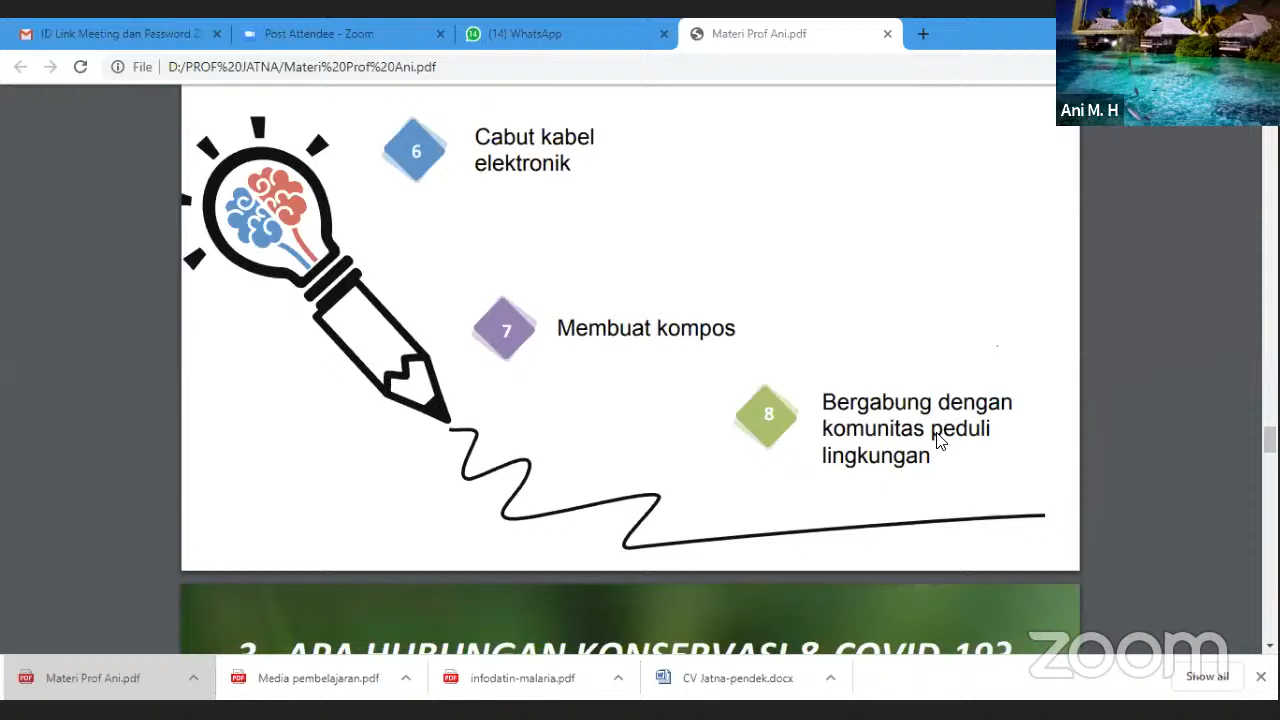 ID Link Meeting dan Password Z
Post Attendee - Zoom
(14) WhatsApp
Materi Prof Ani.pdf
File
D:/PROF%20JATNA/Materi%20Prof%20Ani.pdf
Ani M. H
6
Cabut kabel
elektronik
7
Membuat kompos
8
Bergabung dengan
komunitas peduli
lingkungan
APA HUBUNGAN KONSERVASI & COVID-19?
zoom
Materi Prof Ani.pdf
Media pembelajaran.pdf
infodatin-malaria.pdf
CV Jatna-pendek.docx
Show all